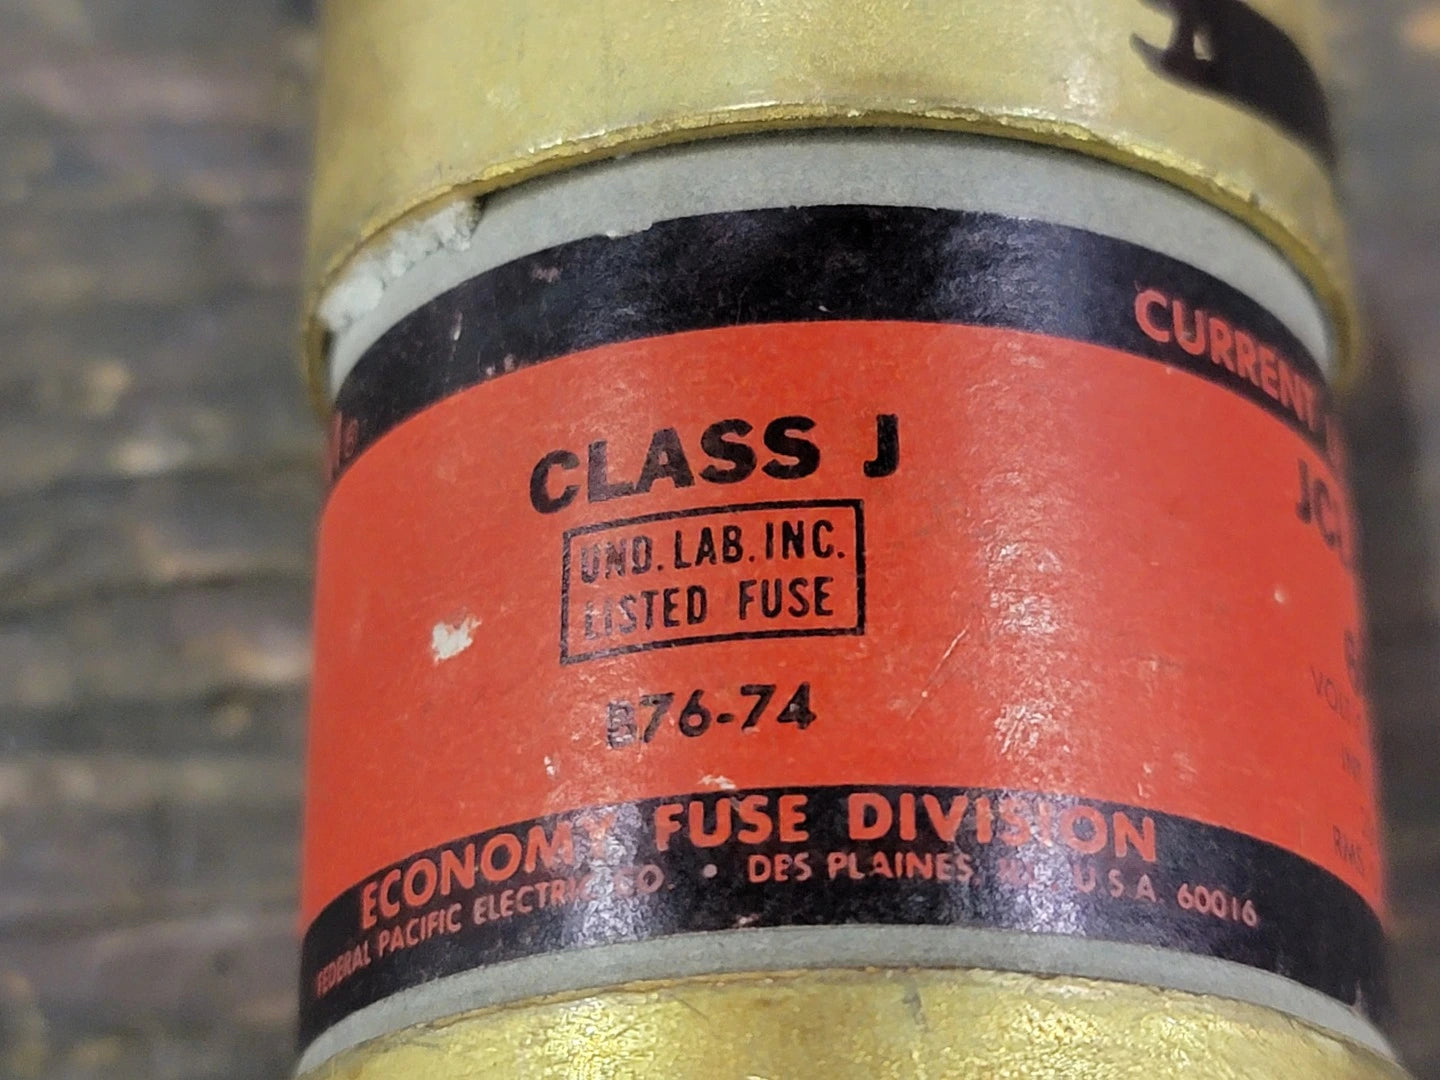 CURRENT
CLASS J
UND. LAB. INC.
LISTED FUSE
B76-74
ECONOMY FUSE DIVISION
FEDERAL PACIFIC ELECTRIC CO. • DES PLAINES, ILL., U.S.A. 60016